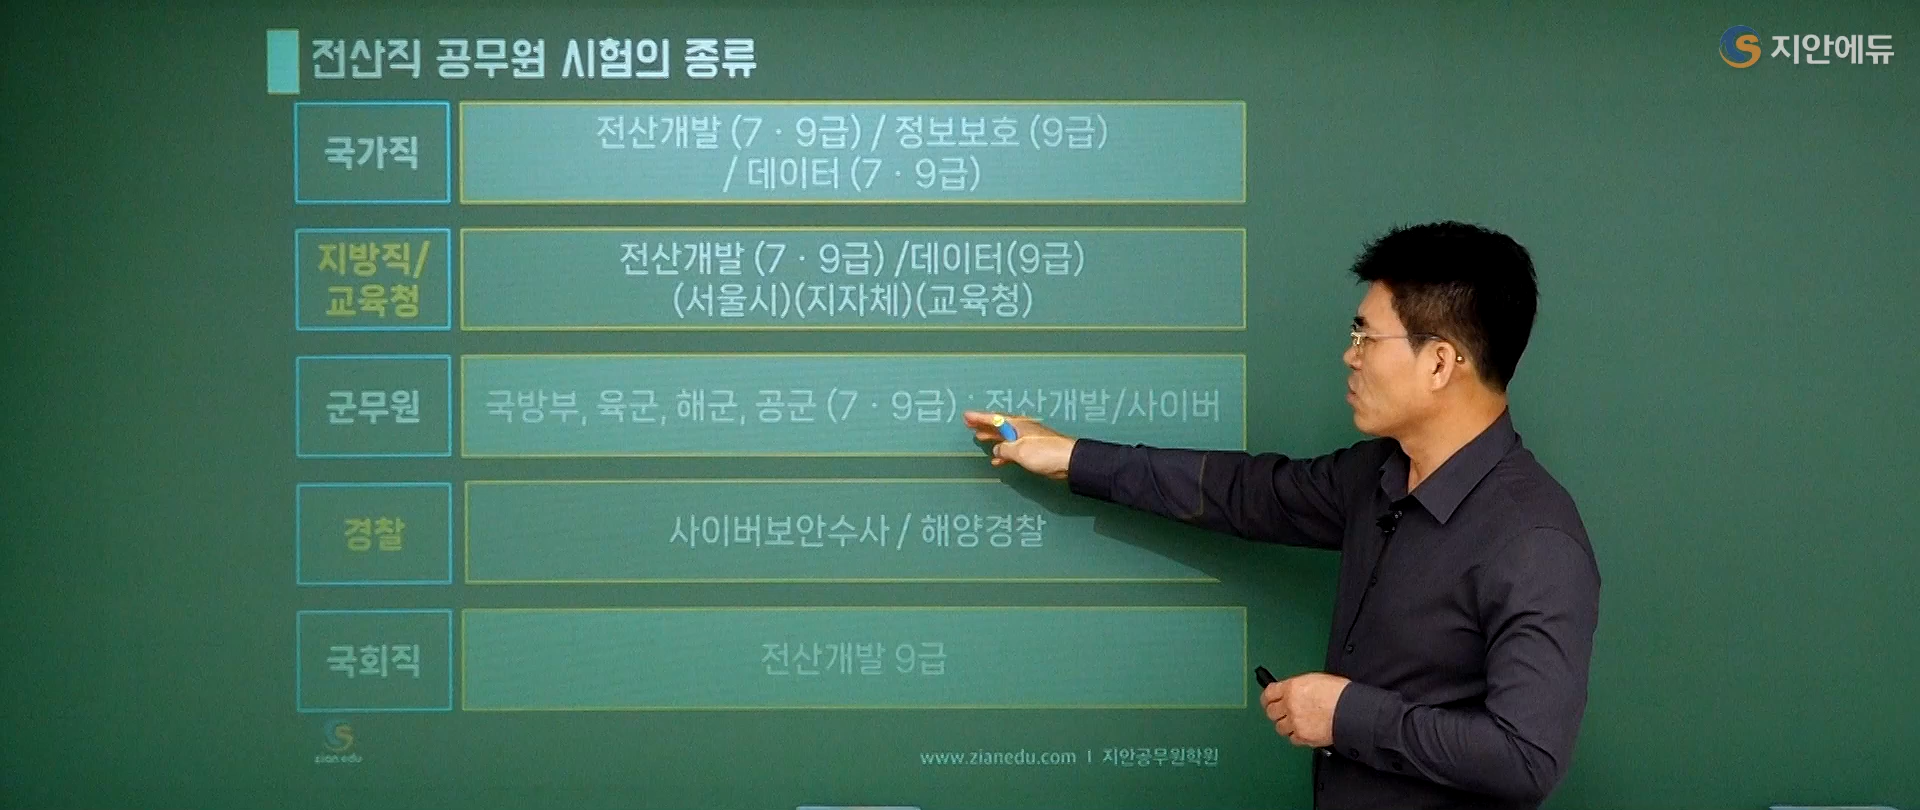 전산직 공무원 시험의 종류
지안에듀
국가직
전산개발 (7 · 9급) / 정보보호 (9급)
/ 데이터 (7 · 9급)
지방직/
교육청
전산개발 (7 · 9급) /데이터(9급)
(서울시)(지자체)(교육청)
군무원
국방부, 육군, 해군, 공군 (7 · 9급) : 전산개발/사이버
경찰
사이버보안수사 / 해양경찰
국회직
전산개발 9급
zian edu
www.zianedu.com I 지안공무원학원